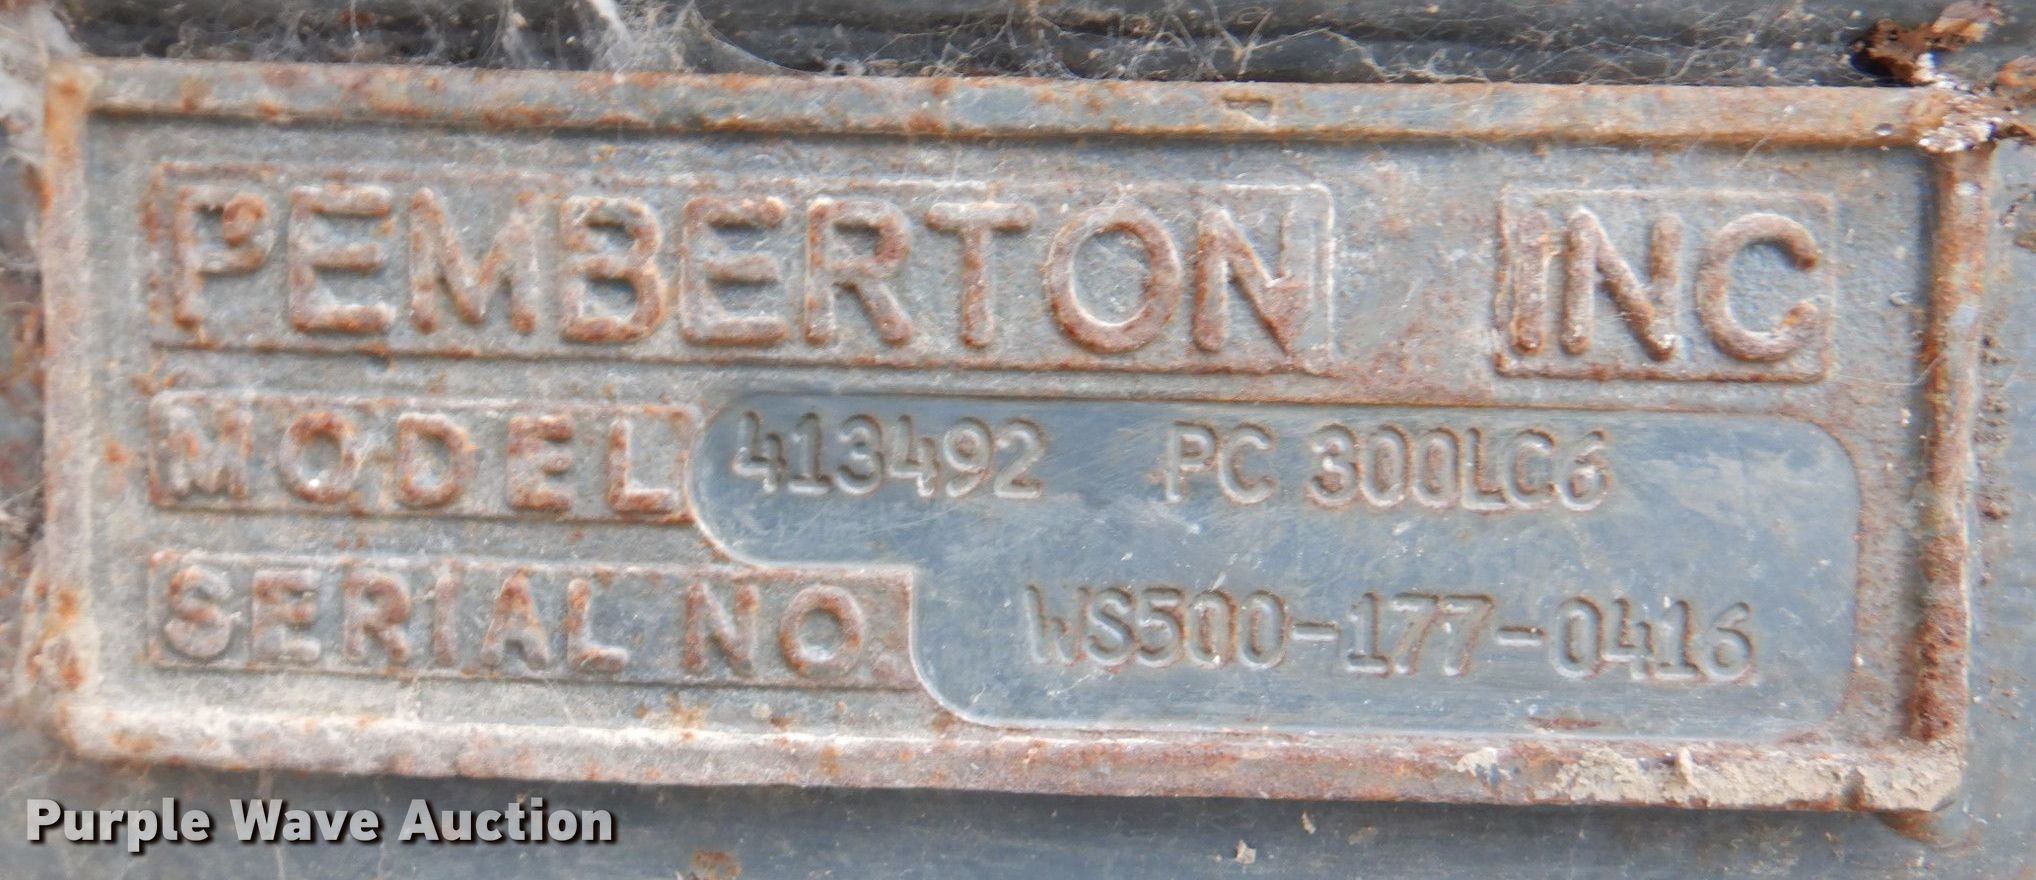 PEMBERTON INC
MODEL 413492 PC 300LC6
SERIAL NO. WS500-177-0416
Purple Wave Auction